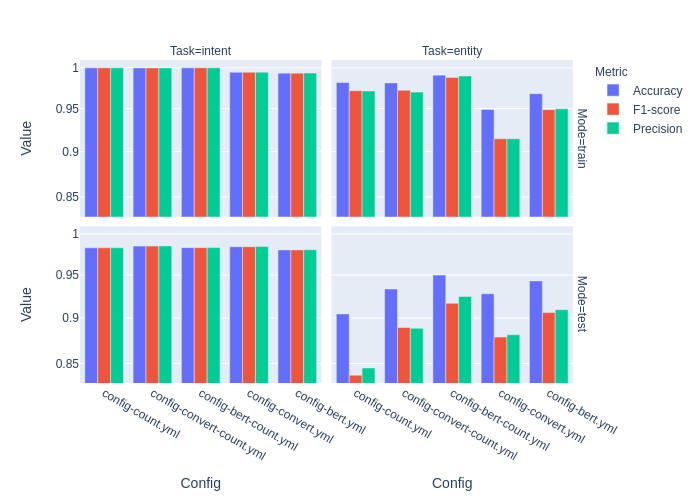 Task=intent
Task=entity
Metric
Accuracy
F1-score
Precision
Value
1
0.95
0.9
0.85
Mode=train
Value
1
0.95
0.9
0.85
Mode=test
config-count.yml
config-convert-count.yml
config-bert-count.yml
config-convert.yml
config-bert.yml
config-count.yml
config-convert-count.yml
config-bert-count.yml
config-convert.yml
config-bert.yml
Config
Config